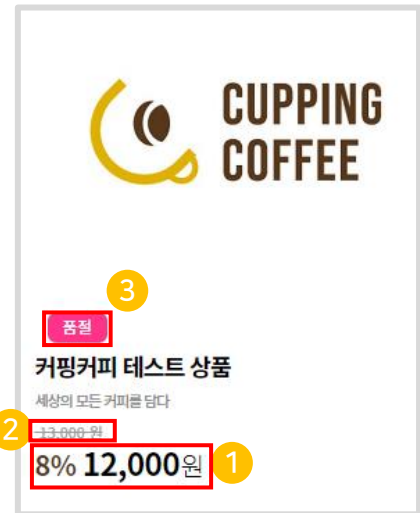 CUPPING
COFFEE
3
품절
커핑커피 테스트 상품
세상의 모든 커피를 담다
2
13,000 원
8% 12,000원
1